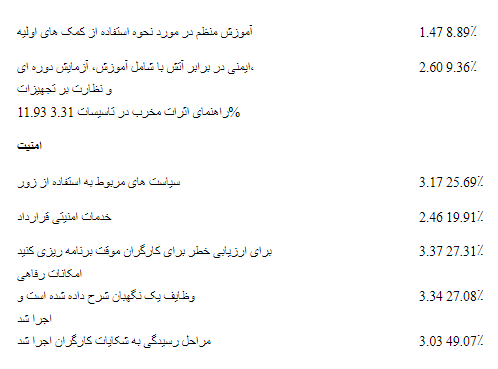 آموزش منظم در مورد نحوه استفاده از کمک های اولیه 1.47 8.89٪
ایمنی در برابر آتش با شامل آموزش، آزمایش دوره ای، 2.60 9.36٪
و نظارت بر تجهیزات
راهنمای اثرات مخرب در تاسیسات 3.31 11.93%
امنیت
سیاست های مربوط به استفاده از زور 3.17 25.69٪
خدمات امنیتی قرارداد 2.46 19.91٪
برای ارزیابی خطر برای کارگران موقت برنامه ریزی کنید 3.37 27.31٪
امکانات رفاهی
وظایف یک نگهبان شرح داده شده است و 3.34 27.08٪
اجرا شد
مراحل رسیدگی به شکایات کارگران اجرا شد 3.03 49.07٪